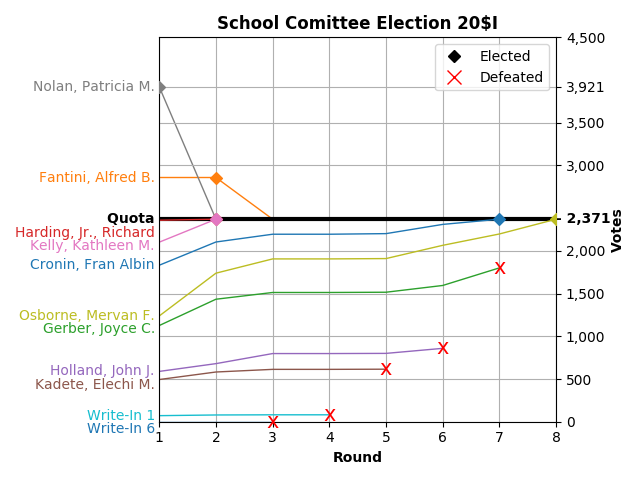 School Comittee Election 20$I
Elected
Defeated
Nolan, Patricia M.
Fantini, Alfred B.
Quota
Harding, Jr., Richard
Kelly, Kathleen M.
Cronin, Fran Albin
Osborne, Mervan F.
Gerber, Joyce C.
Holland, John J.
Kadete, Elechi M.
Write-In 1
Write-In 6
4,500
3,921
3,500
3,000
2,371
2,000
1,500
1,000
500
0
Votes
1 2 3 4 5 6 7 8
Round